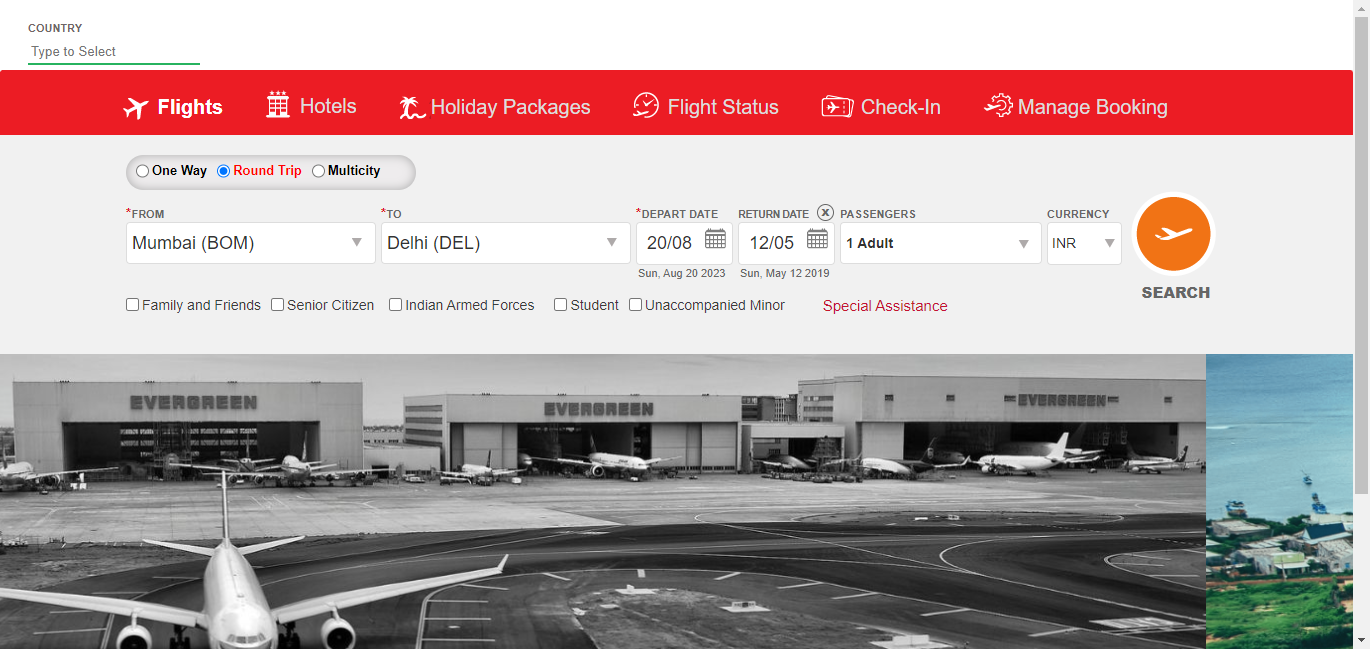 COUNTRY
Type to Select
Flights Hotels Holiday Packages Flight Status Check-In Manage Booking
One Way Round Trip Multicity
*FROM *TO *DEPART DATE RETURN DATE X PASSENGERS CURRENCY
Mumbai (BOM) Delhi (DEL) 20/08 12/05 1 Adult INR
Sun, Aug 20 2023 Sun, May 12 2019
SEARCH
Family and Friends Senior Citizen Indian Armed Forces Student Unaccompanied Minor Special Assistance
EVERGREEN EVERGREEN EVERGREEN